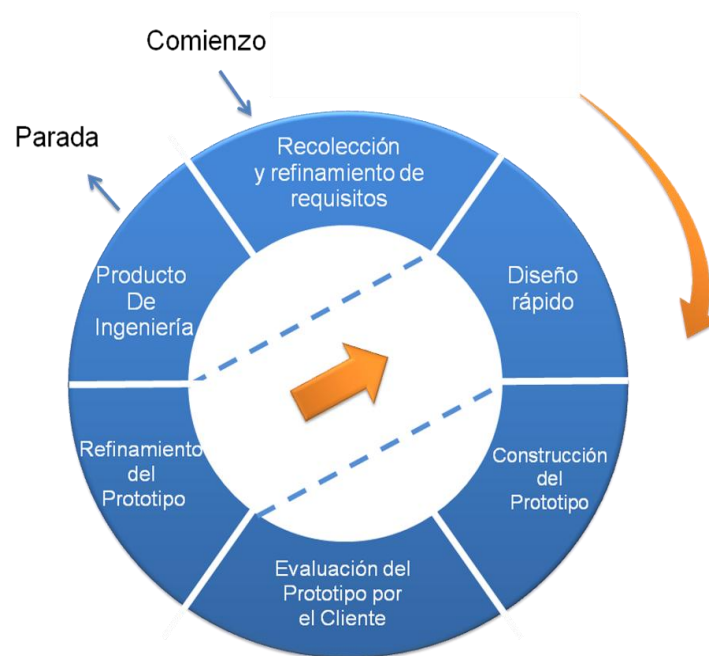 Comienzo
Parada
Recolección
y refinamiento de
requisitos
Diseño
rápido
Construcción
del
Prototipo
Evaluación del
Prototipo por
el Cliente
Refinamiento
del
Prototipo
Producto
De
Ingeniería